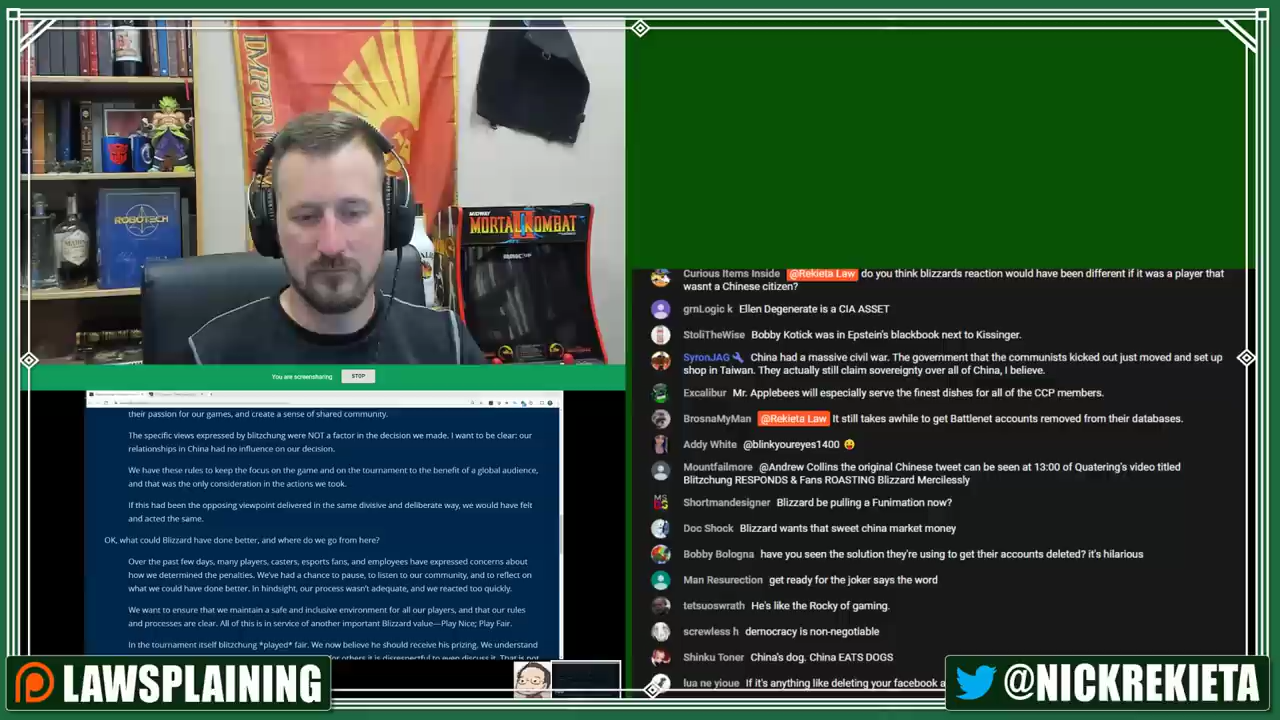 IMPERI
ROBOTECH
MIDWAY
MORTAL KOMBAT
II
You are screensharing
STOP
their passion for our games, and create a sense of shared community.
The specific views expressed by blitzchung were NOT a factor in the decision we made. I want to be clear: our
relationships in China had no influence on our decision.
We have these rules to keep the focus on the game and on the tournament to the benefit of a global audience,
and that was the only consideration in the actions we took.
If this had been the opposing viewpoint delivered in the same divisive and deliberate way, we would have felt
and acted the same.
OK, what could Blizzard have done better, and where do we go from here?
Over the past few days, many players, casters, esports fans, and employees have expressed concerns about
how we determined the penalties. We've had a chance to pause, to listen to our community, and to reflect on
what we could have done better. In hindsight, our process wasn't adequate, and we reacted too quickly.
We want to ensure that we maintain a safe and inclusive environment for all our players, and that our rules
and processes are clear. All of this is in service of another important Blizzard value—Play Nice; Play Fair.
In the tournament itself blitzchung *played* fair. We now believe he should receive his prizing. We understand
for others it is disrespectful to even discuss it. That is not
Curious Items Inside @Rekieta Law do you think blizzards reaction would have been different if it was a player that
wasnt a Chinese citizen?
grnLogic k Ellen Degenerate is a CIA ASSET
StoliTheWise Bobby Kotick was in Epstein's blackbook next to Kissinger.
SyronJAG China had a massive civil war. The government that the communists kicked out just moved and set up
shop in Taiwan. They actually still claim sovereignty over all of China, I believe.
Excalibur Mr. Applebees will especially serve the finest dishes for all of the CCP members.
BrosnaMyMan @Rekieta Law It still takes awhile to get Battlenet accounts removed from their databases.
Addy White @blinkyoureyes1400
Mountfailmore @Andrew Collins the original Chinese tweet can be seen at 13:00 of Quatering's video titled
Blitzchung RESPONDS & Fans ROASTING Blizzard Mercilessly
Shortmandesigner Blizzard be pulling a Funimation now?
Doc Shock Blizzard wants that sweet china market money
Bobby Bologna have you seen the solution they're using to get their accounts deleted? it's hilarious
Man Resurection get ready for the joker says the word
tetsuoswrath He's like the Rocky of gaming.
screwless h democracy is non-negotiable
Shinku Toner China's dog. China EATS DOGS
lua ne yioue If it's anything like deleting your facebook a
LAWSPLAINING
@NICKREKIETA